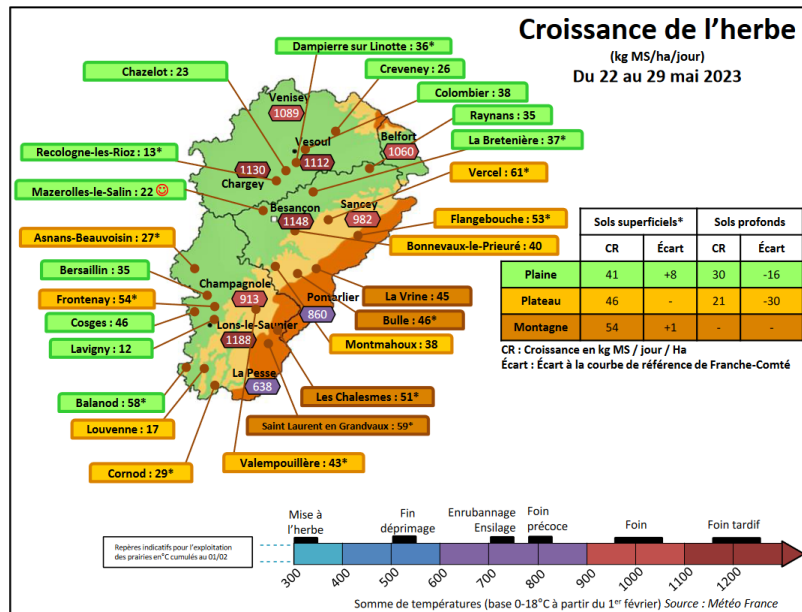 Croissance de l'herbe
(kg MS/ha/jour)
Du 22 au 29 mai 2023
Dampierre sur Linotte : 36*
Chazelot : 23
Creveney : 26
Colombier : 38
Raynans : 35
La Bretenière : 37*
Recologne-les-Rioz : 13*
Mazerolles-le-Salin : 22
Vercel : 61*
Flangebouche : 53*
Bonnevaux-le-Prieuré : 40
Asnans-Beauvoisin : 27*
Bersaillin : 35
Frontenay : 54*
Cosges : 46
Lavigny : 12
La Vrine : 45
Bulle : 46*
Montmahoux : 38
Balanod : 58*
Louvenne : 17
Cornod : 29*
Les Chalesmes : 51*
Saint Laurent en Grandvaux : 59*
Valempouillère : 43*
Venisey
1089
Vesoul
1112
Belfort
1060
1130
Chargey
Besançon
1148
Sancey
982
Champagnole
913
Pontarlier
860
Lons-le-Saunier
1188
La Pesse
638
Sols superficiels* Sols profonds
CR Écart CR Écart
Plaine 41 +8 30 -16
Plateau 46 - 21 -30
Montagne 54 +1 - -
CR : Croissance en kg MS / jour / Ha
Écart : Écart à la courbe de référence de Franche-Comté
Repères indicatifs pour l'exploitation
des prairies en°C cumulés au 01/02
Mise à
l'herbe
Fin
déprimage
Enrubannage
Ensilage
Foin
précoce
Foin
Foin tardif
300 400 500 600 700 800 900 1000 1100 1200
Somme de températures (base 0-18°C à partir du 1er février) Source : Météo France